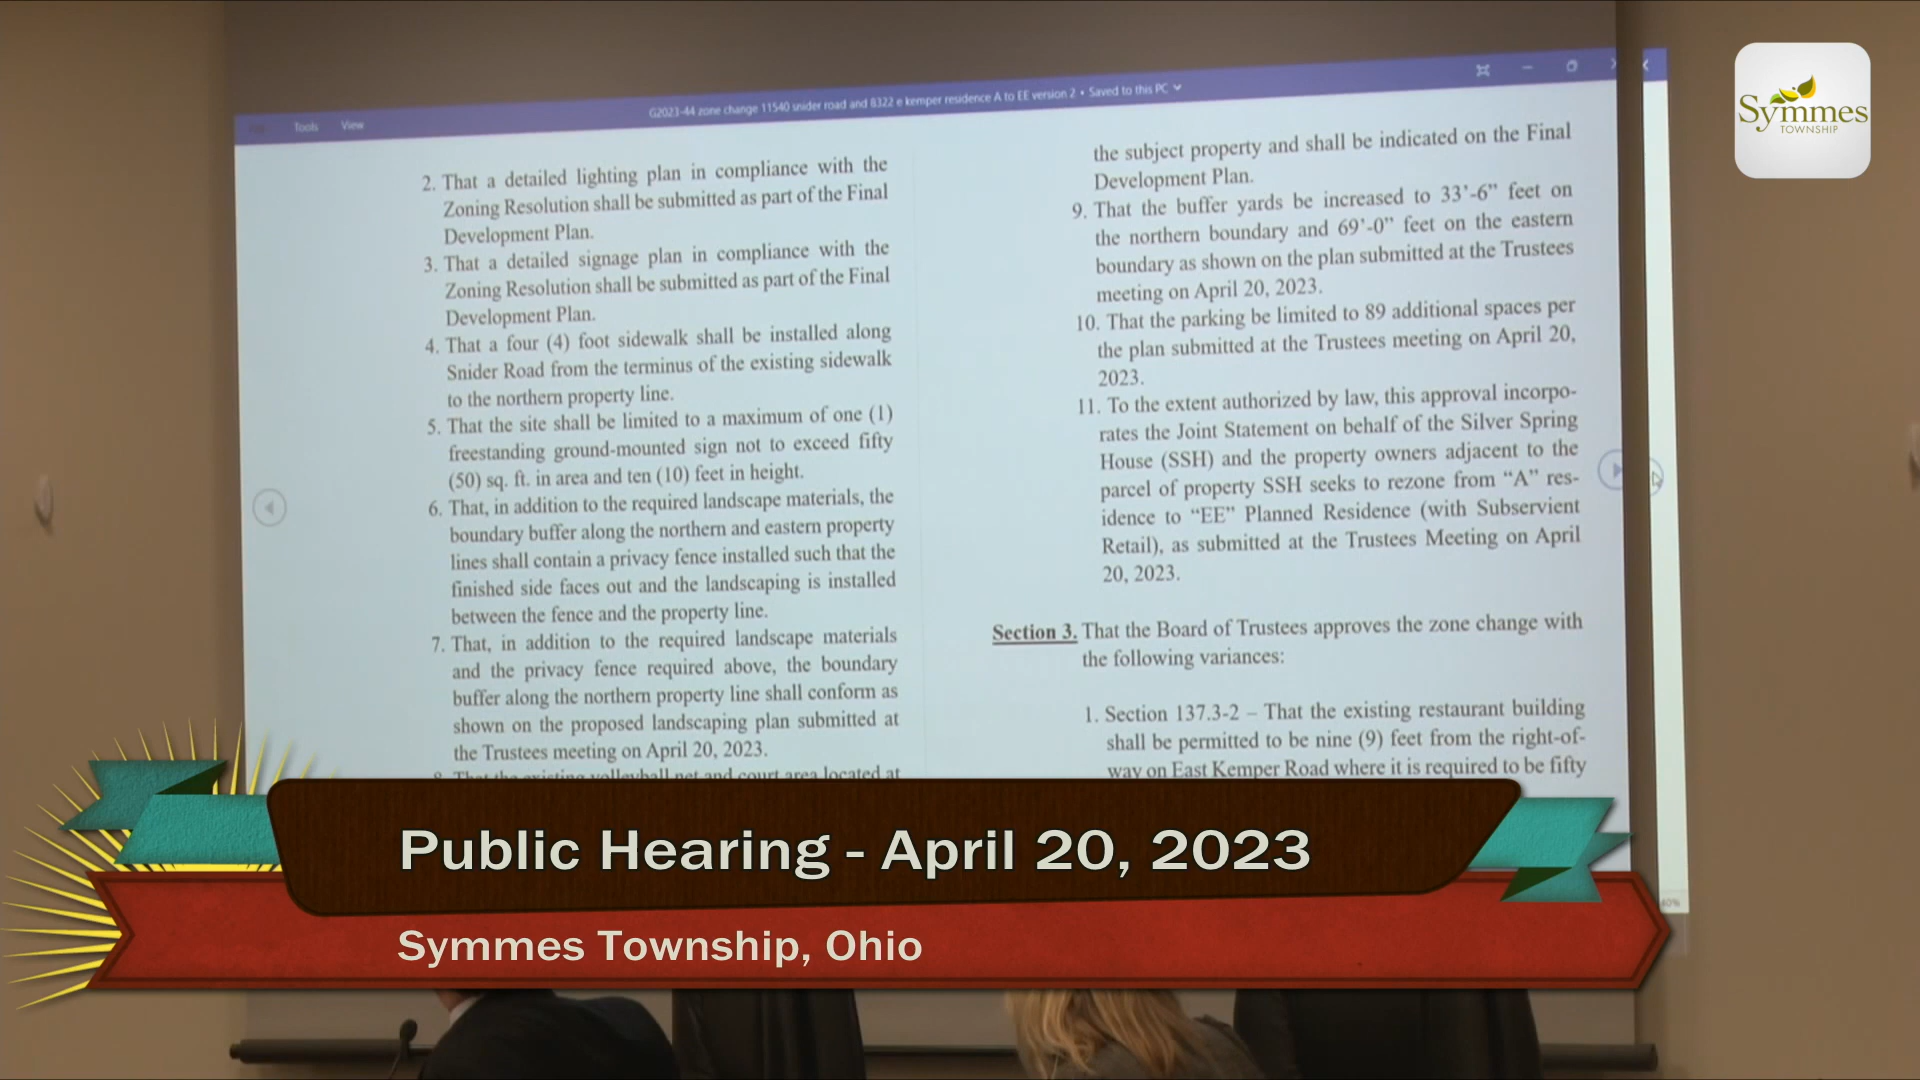 G2023-44 zone change 11540 snider road and 8322 e kemper residence A to EE version 2 • Saved to this PC
Tools View
2. That a detailed lighting plan in compliance with the
Zoning Resolution shall be submitted as part of the Final
Development Plan.
3. That a detailed signage plan in compliance with the
Zoning Resolution shall be submitted as part of the Final
Development Plan.
4. That a four (4) foot sidewalk shall be installed along
Snider Road from the terminus of the existing sidewalk
to the northern property line.
5. That the site shall be limited to a maximum of one (1)
freestanding ground-mounted sign not to exceed fifty
(50) sq. ft. in area and ten (10) feet in height.
6. That, in addition to the required landscape materials, the
boundary buffer along the northern and eastern property
lines shall contain a privacy fence installed such that the
finished side faces out and the landscaping is installed
between the fence and the property line.
7. That, in addition to the required landscape materials
and the privacy fence required above, the boundary
buffer along the northern property line shall conform as
shown on the proposed landscaping plan submitted at
the Trustees meeting on April 20, 2023.
8. That the existing volleyball net and court area located at
the subject property and shall be indicated on the Final
Development Plan.
9. That the buffer yards be increased to 33’-6” feet on
the northern boundary and 69’-0” feet on the eastern
boundary as shown on the plan submitted at the Trustees
meeting on April 20, 2023.
10. That the parking be limited to 89 additional spaces per
the plan submitted at the Trustees meeting on April 20,
2023.
11. To the extent authorized by law, this approval incorpo-
rates the Joint Statement on behalf of the Silver Spring
House (SSH) and the property owners adjacent to the
parcel of property SSH seeks to rezone from “A” res-
idence to “EE” Planned Residence (with Subservient
Retail), as submitted at the Trustees Meeting on April
20, 2023.
Section 3. That the Board of Trustees approves the zone change with
the following variances:
1. Section 137.3-2 – That the existing restaurant building
shall be permitted to be nine (9) feet from the right-of-
way on East Kemper Road where it is required to be fifty
60%
Symmes
TOWNSHIP
Public Hearing - April 20, 2023
Symmes Township, Ohio